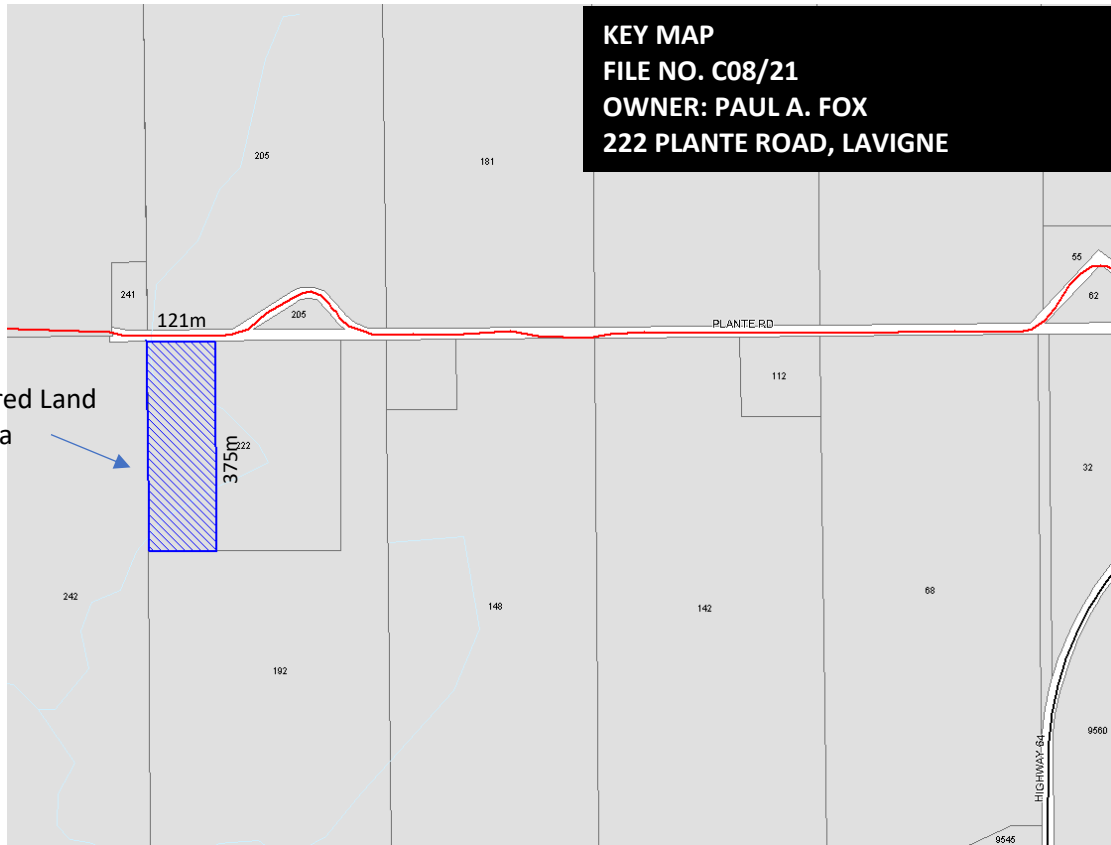 KEY MAP
FILE NO. C08/21
OWNER: PAUL A. FOX
222 PLANTE ROAD, LAVIGNE
205
181
55
241
62
205
121m
PLANTE RD
112
red Land
a
222
375m
32
242
68
148
142
192
9560
HIGHWAY 64
9545